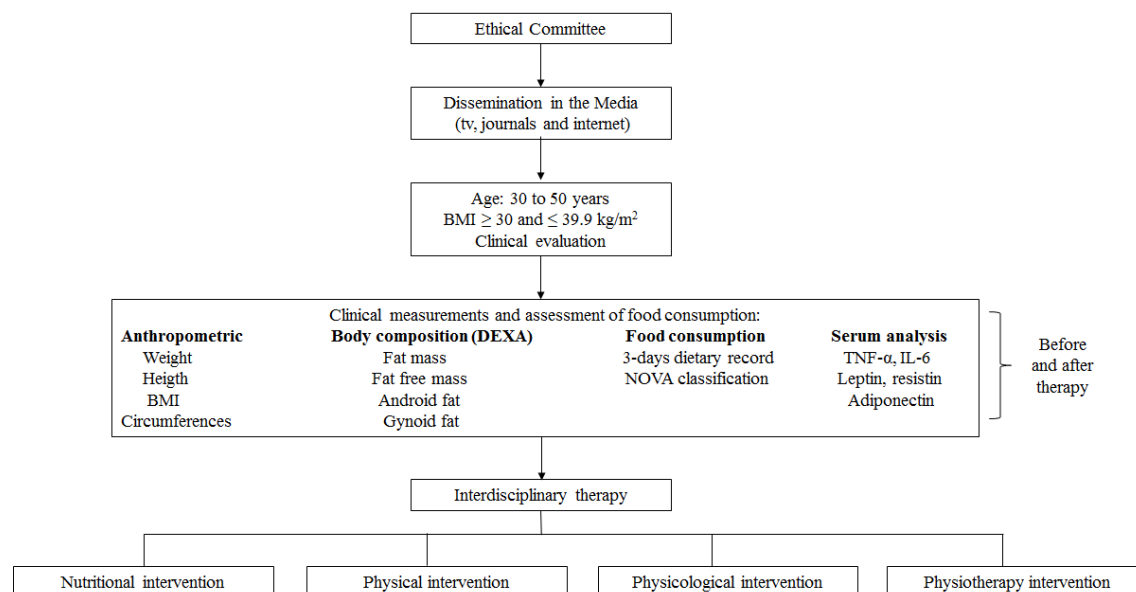 Ethical Committee
Dissemination in the Media
(tv, journals and internet)
Age: 30 to 50 years
BMI ≥ 30 and ≤ 39.9 kg/m²
Clinical evaluation
Clinical measurements and assessment of food consumption:
Anthropometric
Weight
Heigth
BMI
Circumferences
Body composition (DEXA)
Fat mass
Fat free mass
Android fat
Gynoid fat
Food consumption
3-days dietary record
NOVA classification
Serum analysis
TNF-α, IL-6
Leptin, resistin
Adiponectin
Before
and after
therapy
Interdisciplinary therapy
Nutritional intervention
Physical intervention
Physicological intervention
Physiotherapy intervention